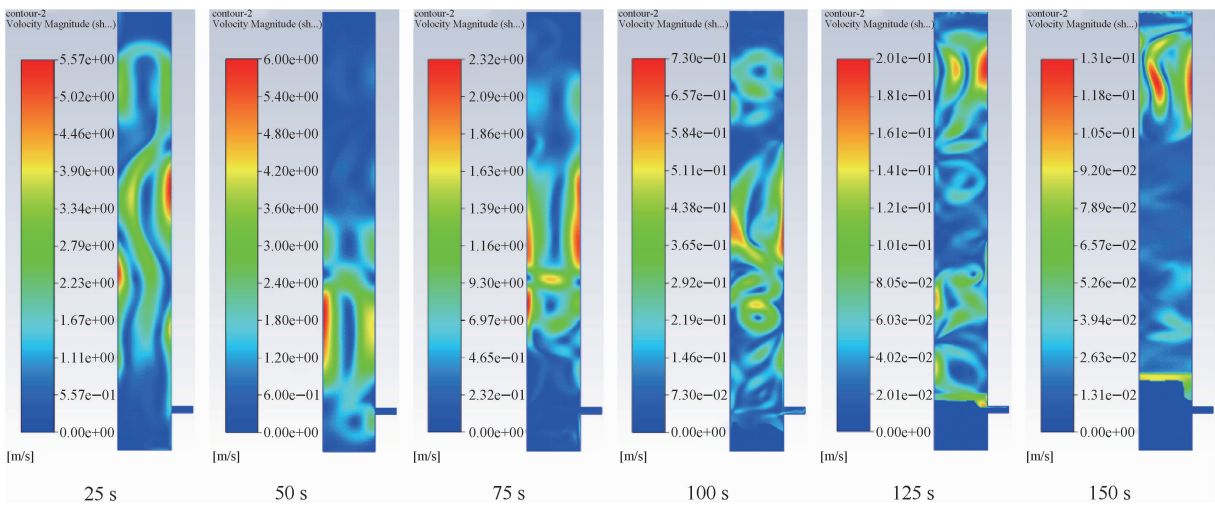 contour-2
Velocity Magnitude (sh...
5.57e+00
5.02e+00
4.46e+00
3.90e+00
3.34e+00
2.79e+00
2.23e+00
1.67e+00
1.11e+00
5.57e−01
0.00e+00
[m/s]
25 s
contour-2
Velocity Magnitude (sh...
6.00e+00
5.40e+00
4.80e+00
4.20e+00
3.60e+00
3.00e+00
2.40e+00
1.80e+00
1.20e+00
6.00e−01
0.00e+00
[m/s]
50 s
contour-2
Velocity Magnitude (sh...
2.32e+00
2.09e+00
1.86e+00
1.63e+00
1.39e+00
1.16e+00
9.30e−01
6.97e−01
4.65e−01
2.32e−01
0.00e+00
[m/s]
75 s
contour-2
Velocity Magnitude (sh...
7.30e−01
6.57e−01
5.84e−01
5.11e−01
4.38e−01
3.65e−01
2.92e−01
2.19e−01
1.46e−01
7.30e−02
0.00e+00
[m/s]
100 s
contour-2
Velocity Magnitude (sh...
2.01e−01
1.81e−01
1.61e−01
1.41e−01
1.21e−01
1.01e−01
8.05e−02
6.03e−02
4.02e−02
2.01e−02
0.00e+00
[m/s]
125 s
contour-2
Velocity Magnitude (sh...
1.31e−01
1.18e−01
1.05e−01
9.20e−02
7.89e−02
6.57e−02
5.26e−02
3.94e−02
2.63e−02
1.31e−02
0.00e+00
[m/s]
150 s